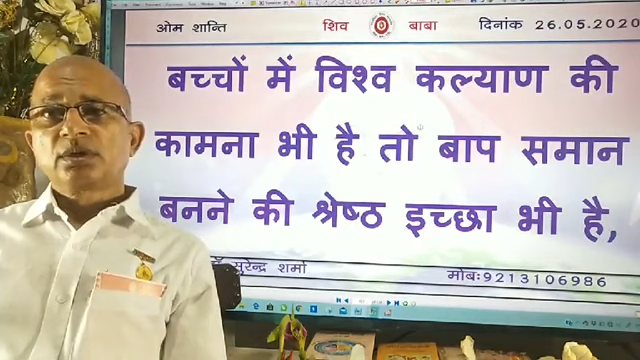 ओम शान्ति शिव बाबा दिनांक 26.05.2020
बच्चों में विश्व कल्याण की
कामना भी है तो बाप समान
बनने की श्रेष्ठ इच्छा भी है,
सुरेन्द्र शर्मा मोबः9213106986